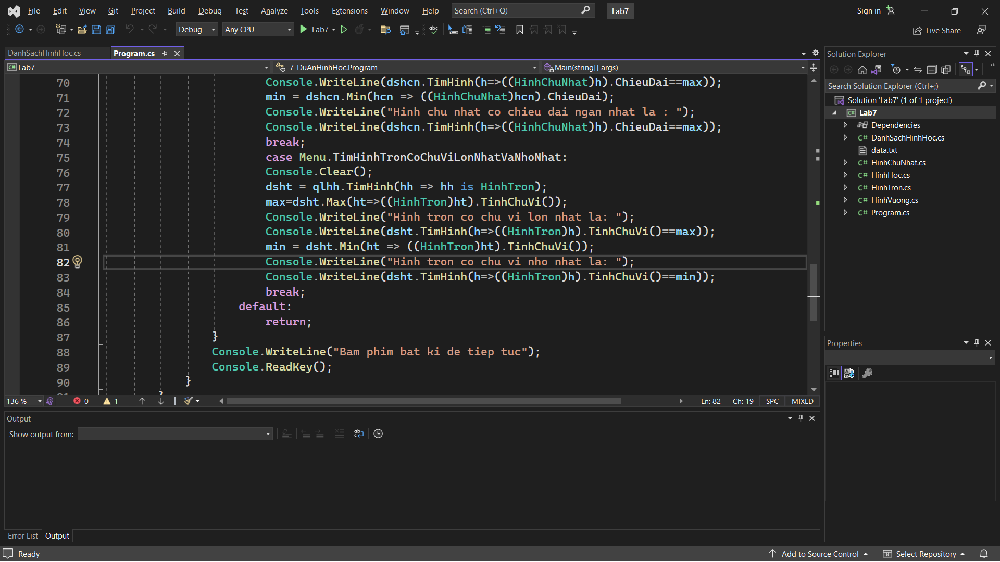 File Edit View Git Project Build Debug Test Analyze Tools Extensions Window Help Search (Ctrl+Q) Lab7 Sign in
Debug Any CPU Lab7 Live Share
DanhSachHinhHoc.cs Program.cs
Lab7 _7_DuAnHinhHoc.Program Main(string[] args)
70 Console.WriteLine(dshcn.TimHinh(h=>((HinhChuNhat)h).ChieuDai==max));
71 min = dshcn.Min(hcn => ((HinhChuNhat)hcn).ChieuDai);
72 Console.WriteLine("Hinh chu nhat co chieu dai ngan nhat la : ");
73 Console.WriteLine(dshcn.TimHinh(h=>((HinhChuNhat)h).ChieuDai==max));
74 break;
75 case Menu.TimHinhTronCoChuViLonNhatVaNhoNhat:
76 Console.Clear();
77 dsht = qlhh.TimHinh(hh => hh is HinhTron);
78 max=dsht.Max(ht=>((HinhTron)ht).TinhChuVi());
79 Console.WriteLine("Hinh tron co chu vi lon nhat la: ");
80 Console.WriteLine(dsht.TimHinh(h=>((HinhTron)h).TinhChuVi()==max));
81 min = dsht.Min(ht => ((HinhTron)ht).TinhChuVi());
82 Console.WriteLine("Hinh tron co chu vi nho nhat la: ");
83 Console.WriteLine(dsht.TimHinh(h=>((HinhTron)h).TinhChuVi()==min));
84 break;
85 default:
86 return;
87 }
88 Console.WriteLine("Bam phim bat ki de tiep tuc");
89 Console.ReadKey();
90 }
136 % 0 1 Ln: 82 Ch: 19 SPC MIXED
Output
Show output from:
Error List Output
Solution Explorer
Search Solution Explorer (Ctrl+;)
Solution 'Lab7' (1 of 1 project)
Lab7
Dependencies
C# DanhSachHinhHoc.cs
data.txt
C# HinhChuNhat.cs
C# HinhHoc.cs
C# HinhTron.cs
C# HinhVuong.cs
C# Program.cs
Properties
Ready Add to Source Control Select Repository